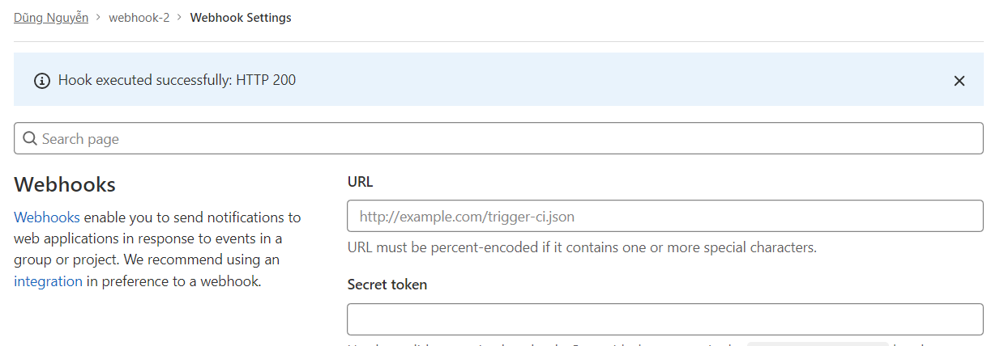 Dũng Nguyễn > webhook-2 > Webhook Settings
Hook executed successfully: HTTP 200
Search page
Webhooks
Webhooks enable you to send notifications to
web applications in response to events in a
group or project. We recommend using an
integration in preference to a webhook.
URL
http://example.com/trigger-ci.json
URL must be percent-encoded if it contains one or more special characters.
Secret token